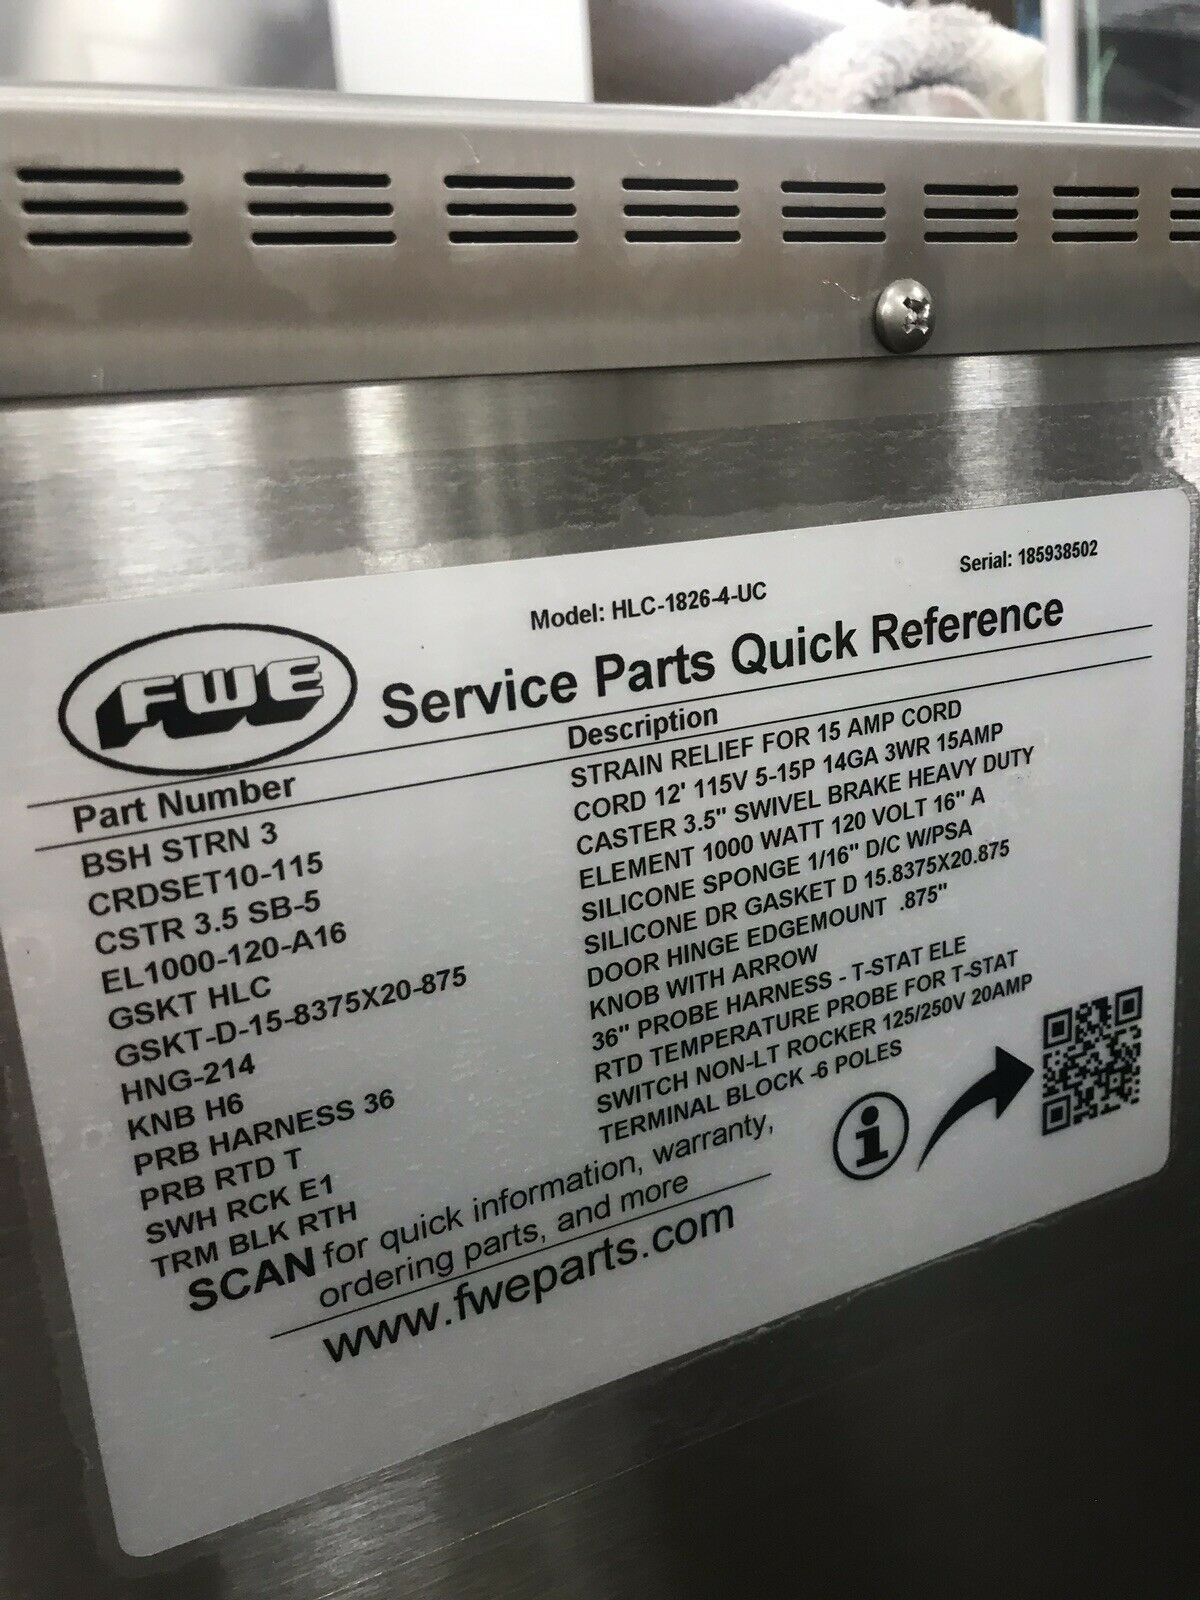 Model: HLC-1826-4-UC
Serial: 185938502
FWE
Service Parts Quick Reference
Part Number Description
BSH STRN 3 STRAIN RELIEF FOR 15 AMP CORD
CRDSET10-115 CORD 12' 115V 5-15P 14GA 3WR 15AMP
CSTR 3.5 SB-5 CASTER 3.5" SWIVEL BRAKE HEAVY DUTY
EL1000-120-A16 ELEMENT 1000 WATT 120 VOLT 16" A
GSKT HLC SILICONE SPONGE 1/16" D/C W/PSA
GSKT-D-15-8375X20-875 SILICONE DR GASKET D 15.8375X20.875
HNG-214 DOOR HINGE EDGEMOUNT .875"
KNB H6 KNOB WITH ARROW
PRB HARNESS 36 36" PROBE HARNESS - T-STAT ELE
PRB RTD T RTD TEMPERATURE PROBE FOR T-STAT
SWH RCK E1 SWITCH NON-LT ROCKER 125/250V 20AMP
TRM BLK RTH TERMINAL BLOCK -6 POLES
SCAN for quick information, warranty,
ordering parts, and more
www.fweparts.com